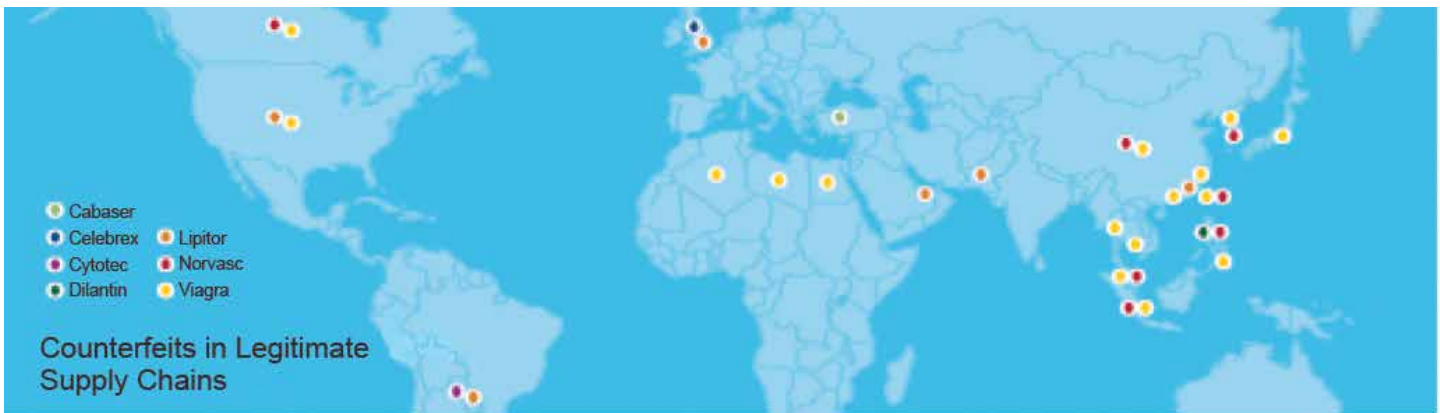 Cabaser
Celebrex Lipitor
Cytotec Norvasc
Dilantin Viagra
Counterfeits in Legitimate
Supply Chains